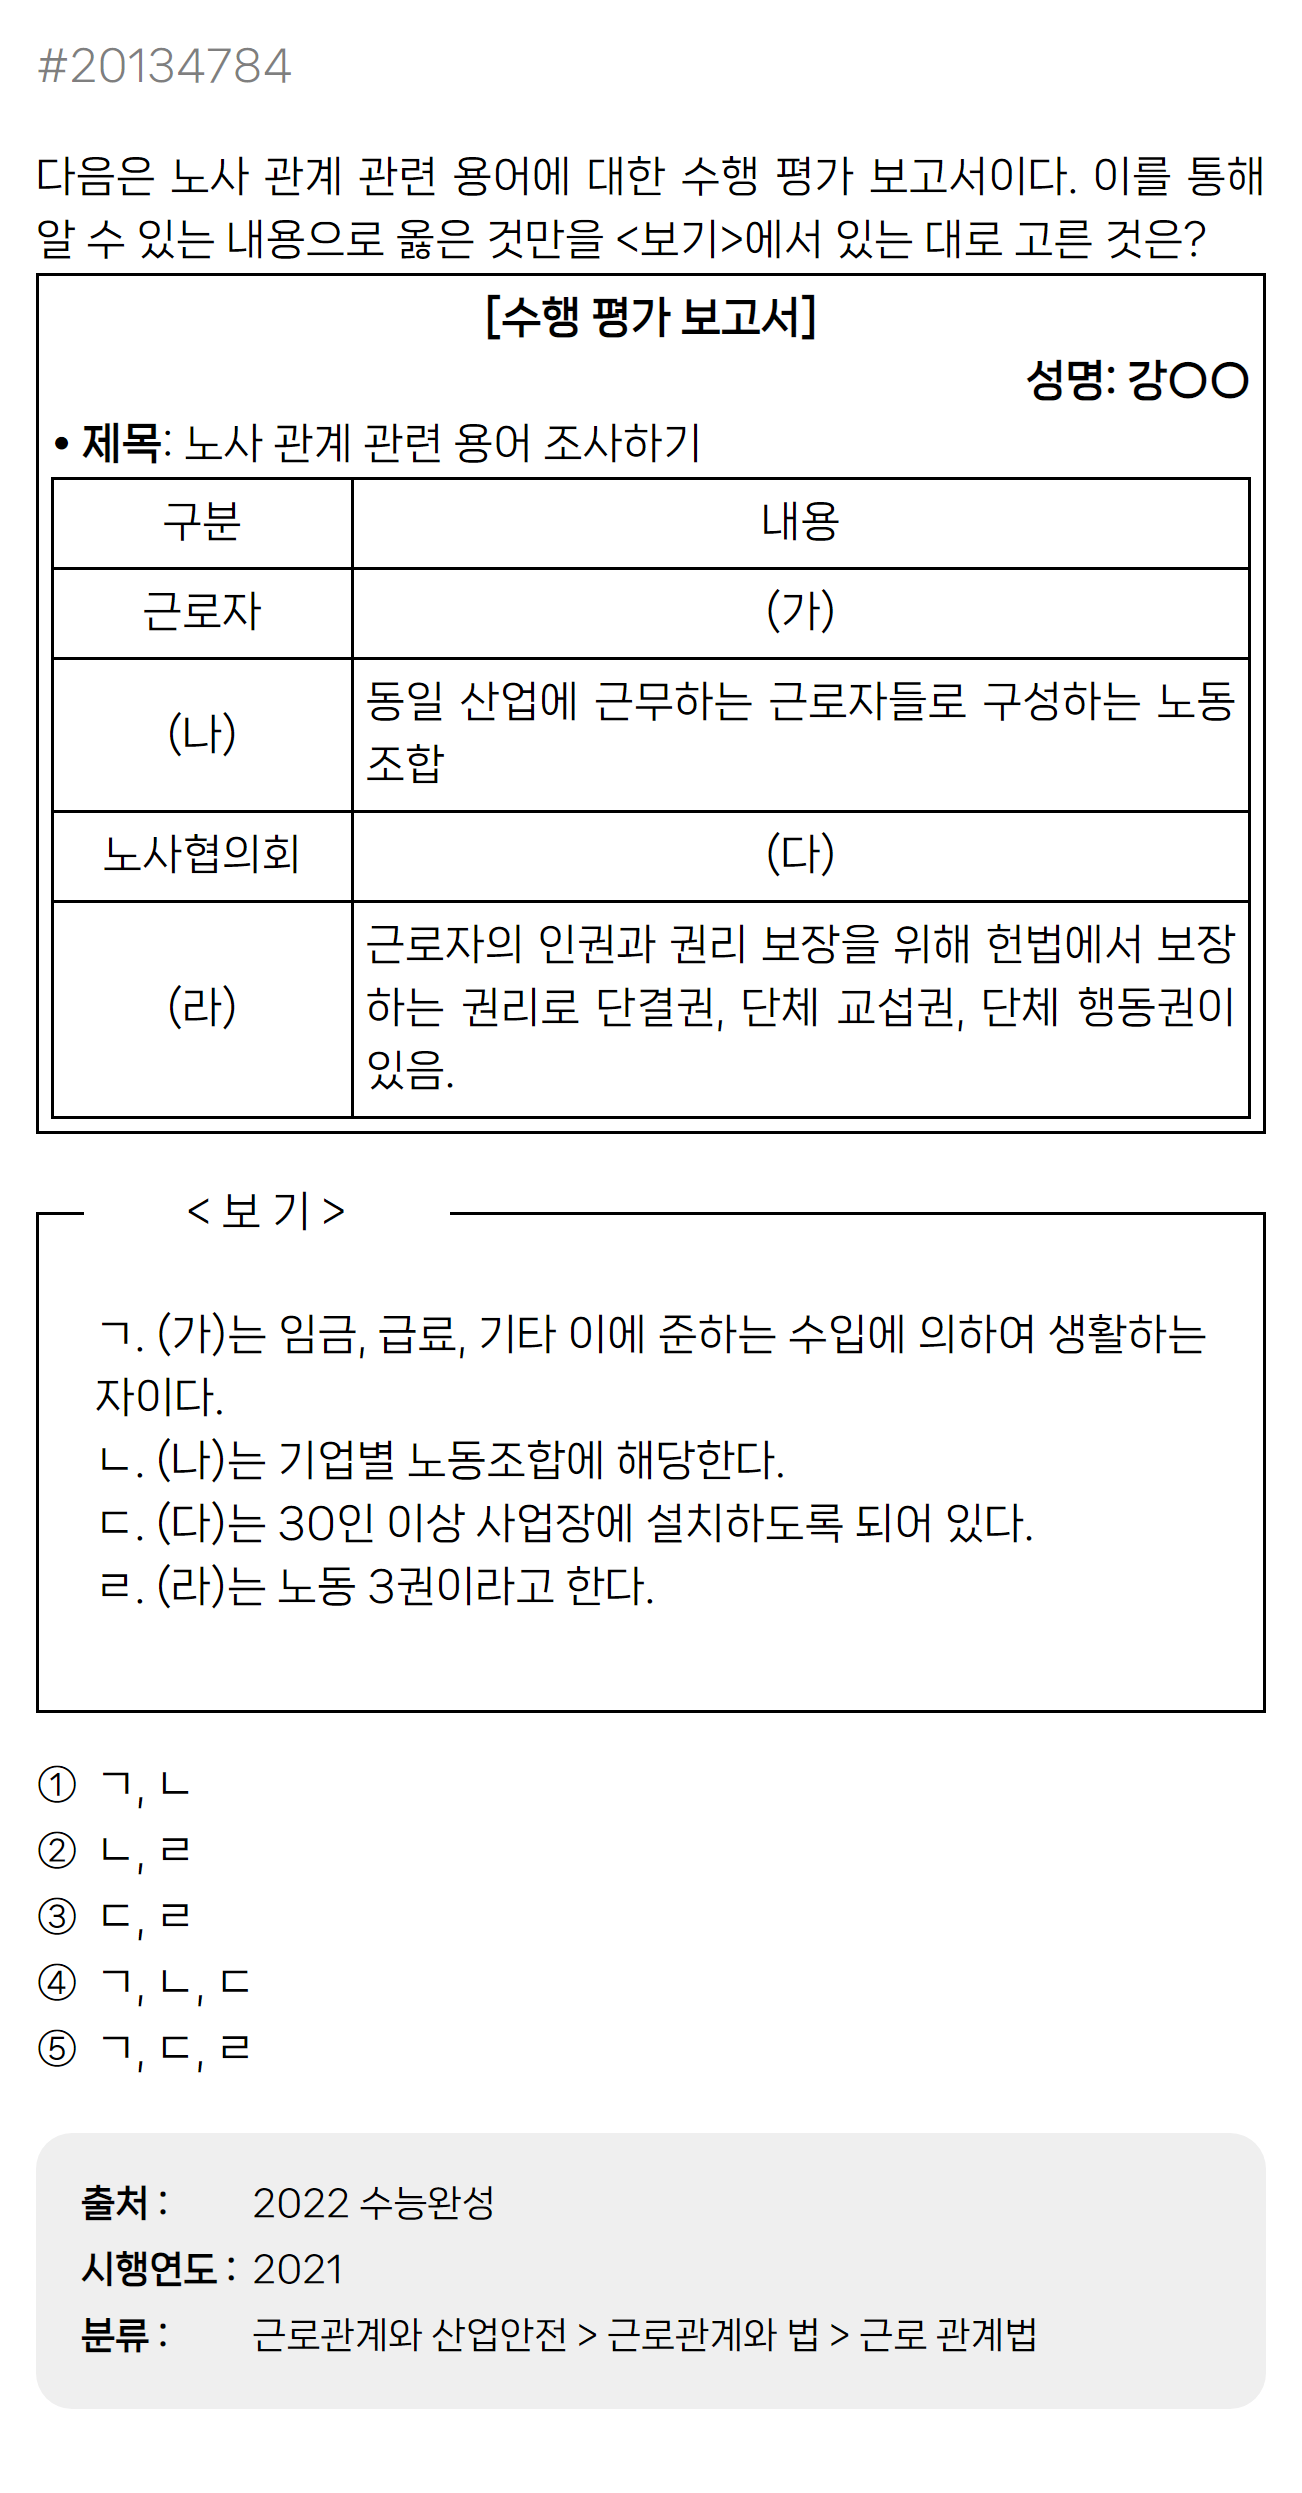 #20134784
다음은 노사 관계 관련 용어에 대한 수행 평가 보고서이다. 이를 통해
알 수 있는 내용으로 옳은 것만을 <보기>에서 있는 대로 고른 것은?
[수행 평가 보고서]
성명: 강○○
• 제목: 노사 관계 관련 용어 조사하기
구분 내용
근로자 (가)
(나) 동일 산업에 근무하는 근로자들로 구성하는 노동
조합
노사협의회 (다)
(라) 근로자의 인권과 권리 보장을 위해 헌법에서 보장
하는 권리로 단결권, 단체 교섭권, 단체 행동권이
있음.
< 보 기 >
ㄱ. (가)는 임금, 급료, 기타 이에 준하는 수입에 의하여 생활하는
자이다.
ㄴ. (나)는 기업별 노동조합에 해당한다.
ㄷ. (다)는 30인 이상 사업장에 설치하도록 되어 있다.
ㄹ. (라)는 노동 3권이라고 한다.
① ㄱ, ㄴ
② ㄴ, ㄹ
③ ㄷ, ㄹ
④ ㄱ, ㄴ, ㄷ
⑤ ㄱ, ㄷ, ㄹ
출처 : 2022 수능완성
시행연도 : 2021
분류 : 근로관계와 산업안전 > 근로관계와 법 > 근로 관계법